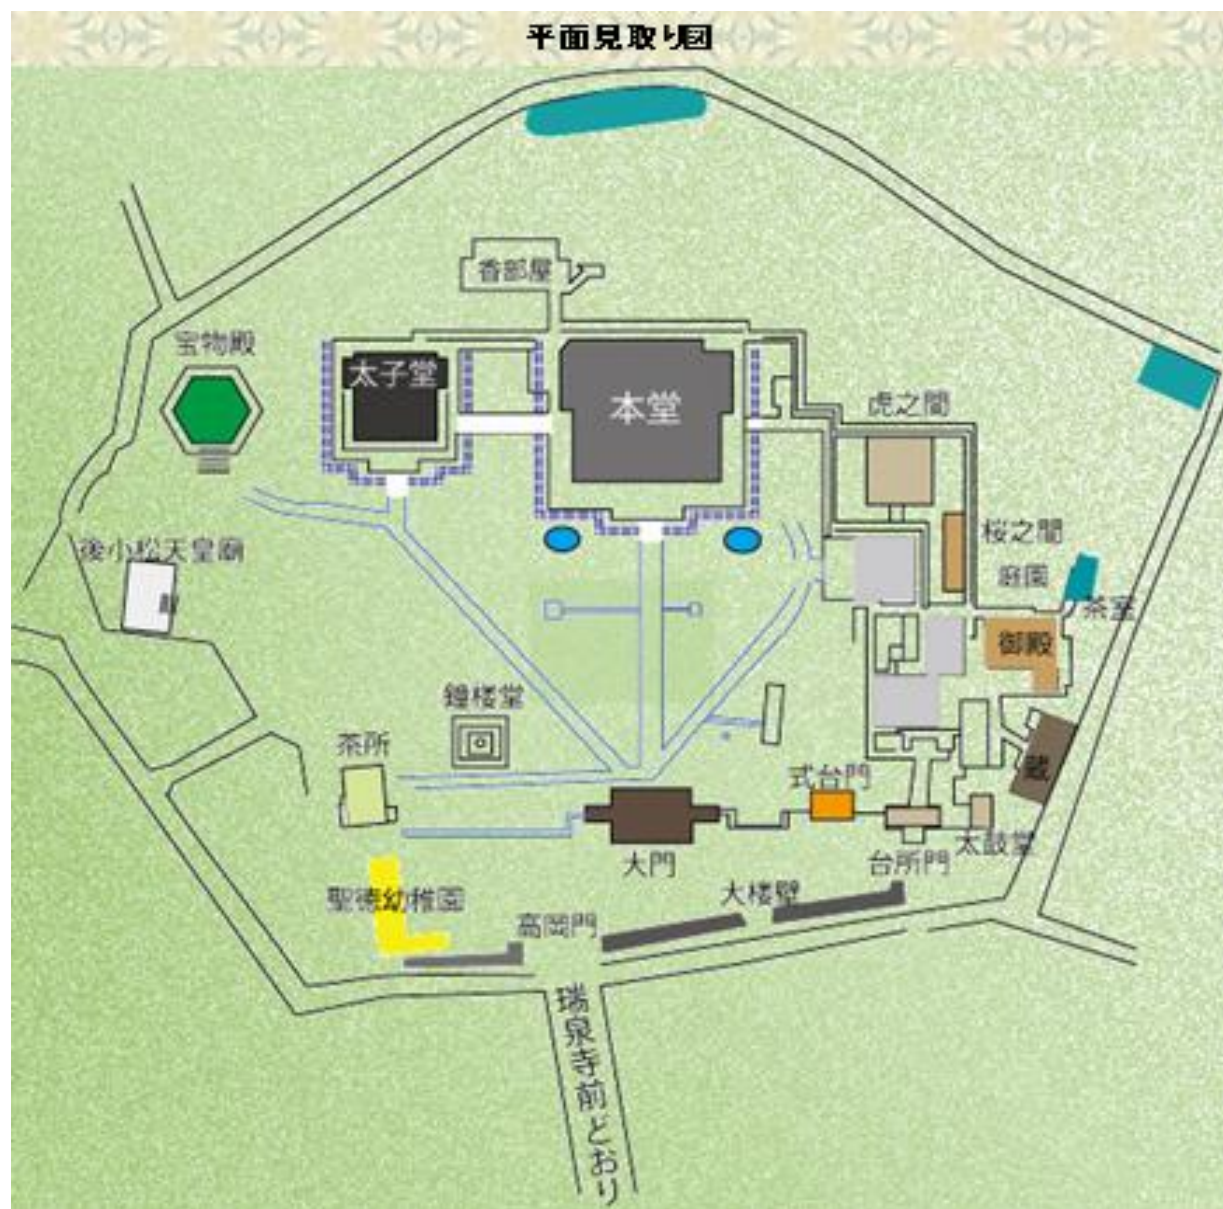 平面見取り図
香部屋
宝物殿
太子堂
本堂
虎之間
桜之間
後小松天皇廟
庭園
茶室
御殿
鐘楼堂
茶所
式台門
蔵
大門
台所門
太鼓堂
聖徳幼稚園
大楼壁
高岡門
瑞泉寺前どおり